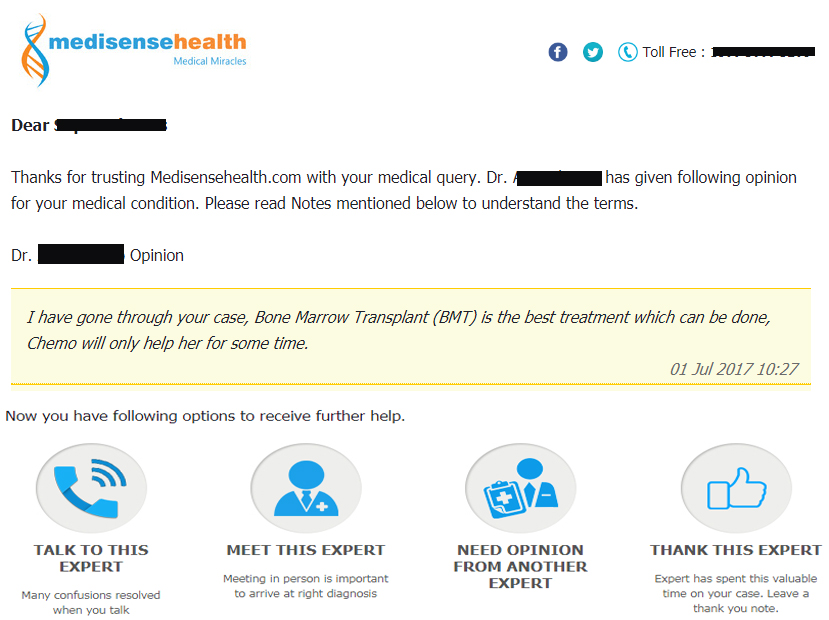 medisensehealth
Medical Miracles
Toll Free :
Dear
Thanks for trusting Medisensehealth.com with your medical query. Dr. has given following opinion
for your medical condition. Please read Notes mentioned below to understand the terms.
Dr. Opinion
I have gone through your case, Bone Marrow Transplant (BMT) is the best treatment which can be done,
Chemo will only help her for some time.
01 Jul 2017 10:27
Now you have following options to receive further help.
TALK TO THIS
EXPERT
Many confusions resolved
when you talk
MEET THIS EXPERT
Meeting in person is important
to arrive at right diagnosis
NEED OPINION
FROM ANOTHER
EXPERT
THANK THIS EXPERT
Expert has spent this valuable
time on your case. Leave a
thank you note.